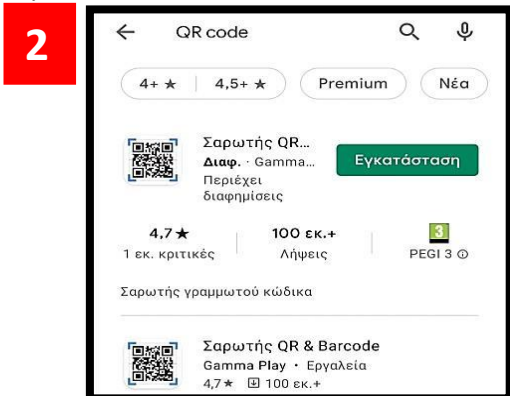 2
QR code
4+ ★ 4,5+ ★ Premium Νέα
Σαρωτής QR...
Διαφ. · Gamma...
Περιέχει
διαφημίσεις
Εγκατάσταση
4,7★ 100 εκ.+ 3
1 εκ. κριτικές Λήψεις PEGI 3
Σαρωτής γραμμωτού κώδικα
Σαρωτής QR & Barcode
Gamma Play • Εργαλεία
4,7★ 100 εκ.+